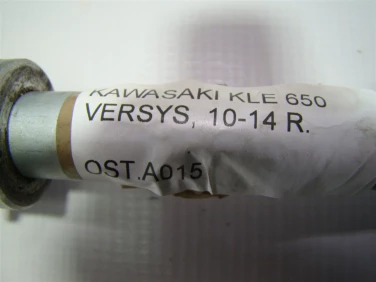 KAWASAKI KLE 650
VERSYS, 10-14 R.
OST.A015